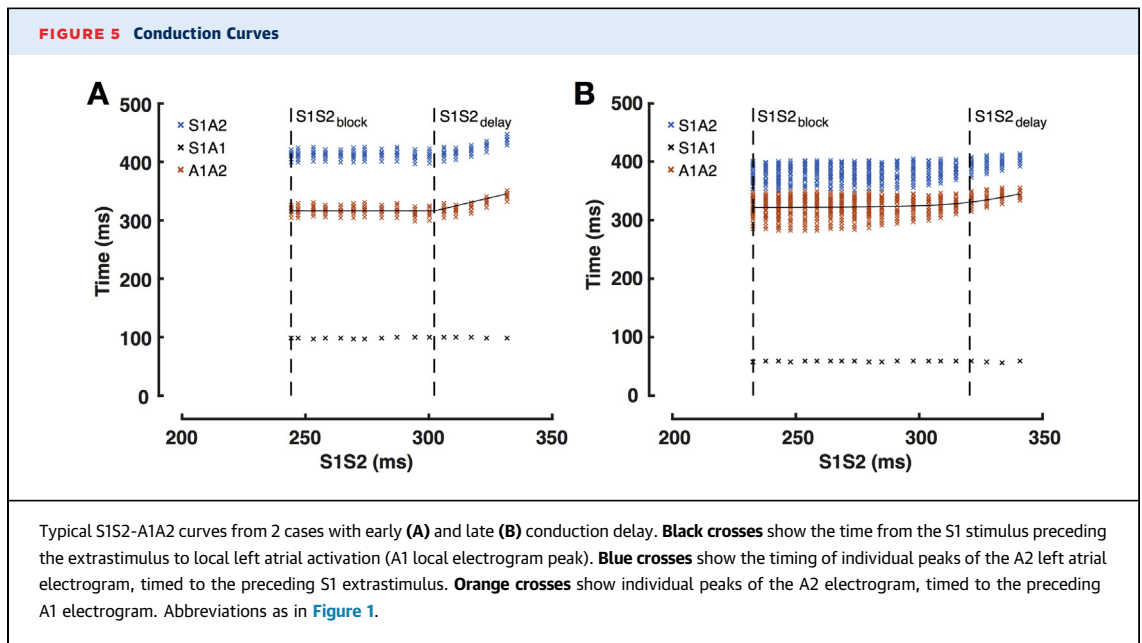 FIGURE 5 Conduction Curves
A
500
400
300
200
100
0
Time (ms)
× S1A2
× S1A1
× A1A2
S1S2block
S1S2delay
200
250
300
350
S1S2 (ms)
B
500
400
300
200
100
0
Time (ms)
× S1A2
× S1A1
× A1A2
S1S2block
S1S2delay
200
250
300
350
S1S2 (ms)
Typical S1S2-A1A2 curves from 2 cases with early (A) and late (B) conduction delay. Black crosses show the time from the S1 stimulus preceding
the extrastimulus to local left atrial activation (A1 local electrogram peak). Blue crosses show the timing of individual peaks of the A2 left atrial
electrogram, timed to the preceding S1 extrastimulus. Orange crosses show individual peaks of the A2 electrogram, timed to the preceding
A1 electrogram. Abbreviations as in Figure 1.